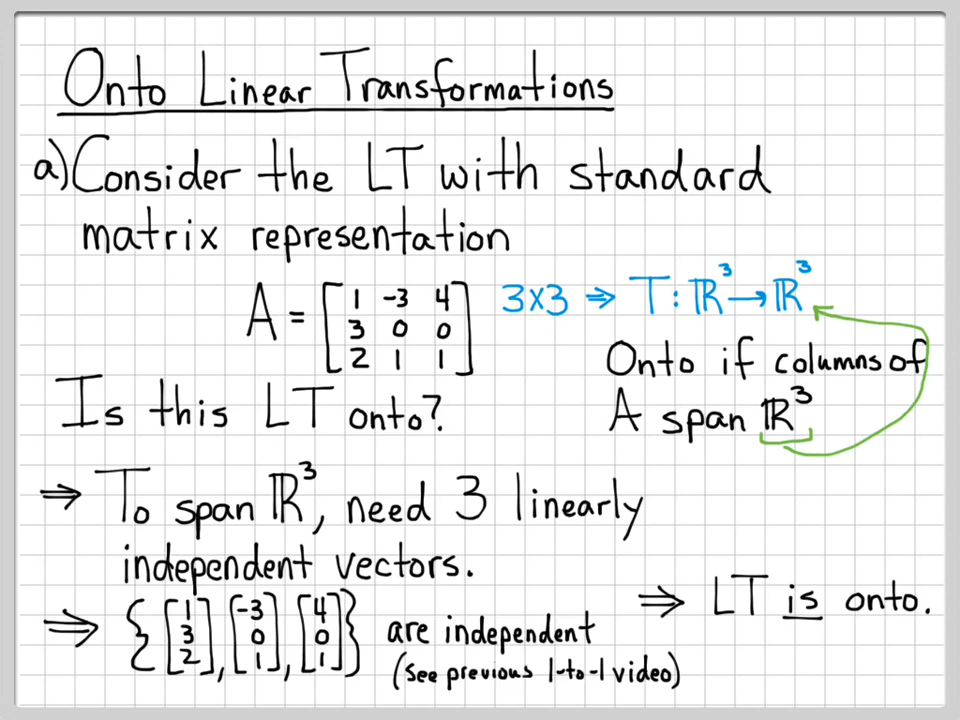 Onto Linear Transformations
a) Consider the LT with standard
matrix representation
A = [1 -3 4
3 0 0
2 1 1]
3x3 ⇒ T: ℝ³ → ℝ³
Onto if columns of
A span ℝ³
Is this LT onto?
⇒ To span ℝ³, need 3 linearly
independent vectors.
⇒ {[1 3 2], [-3 0 1], [4 0 1]} are independent
(see previous 1-to-1 video)
⇒ LT is onto.